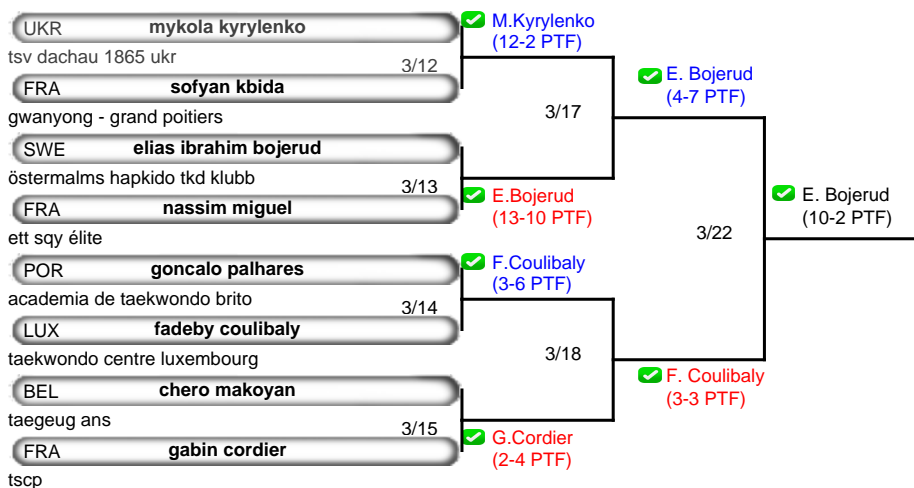 UKR mykola kyrylenko
tsv dachau 1865 ukr
3/12
FRA sofyan kbida
gwanyong - grand poitiers
SWE elias ibrahim bojerud
östermalms hapkido tkd klubb
3/13
FRA nassim miguel
ett sqy élite
POR goncalo palhares
academia de taekwondo brito
3/14
LUX fadeby coulibaly
taekwondo centre luxembourg
BEL chero makoyan
taegeug ans
3/15
FRA gabin cordier
tscp
M.Kyrylenko
(12-2 PTF)
3/17
E.Bojerud
(13-10 PTF)
F.Coulibaly
(3-6 PTF)
3/18
G.Cordier
(2-4 PTF)
E. Bojerud
(4-7 PTF)
3/22
F. Coulibaly
(3-3 PTF)
E. Bojerud
(10-2 PTF)